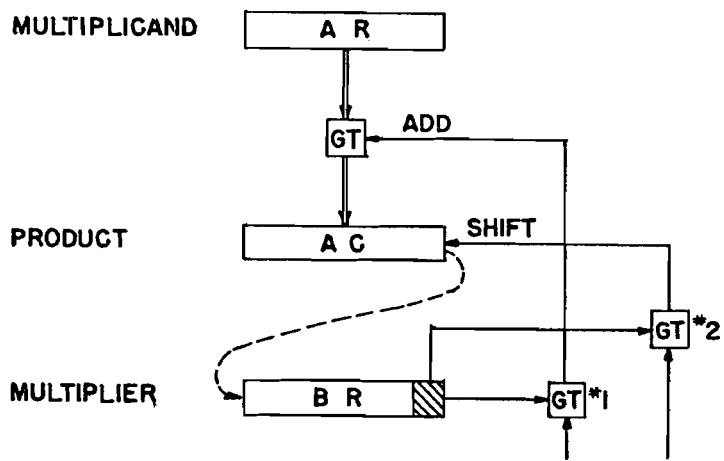 MULTIPLICAND
A R
GT
ADD
PRODUCT
A C
SHIFT
GT *2
MULTIPLIER
B R
GT *1